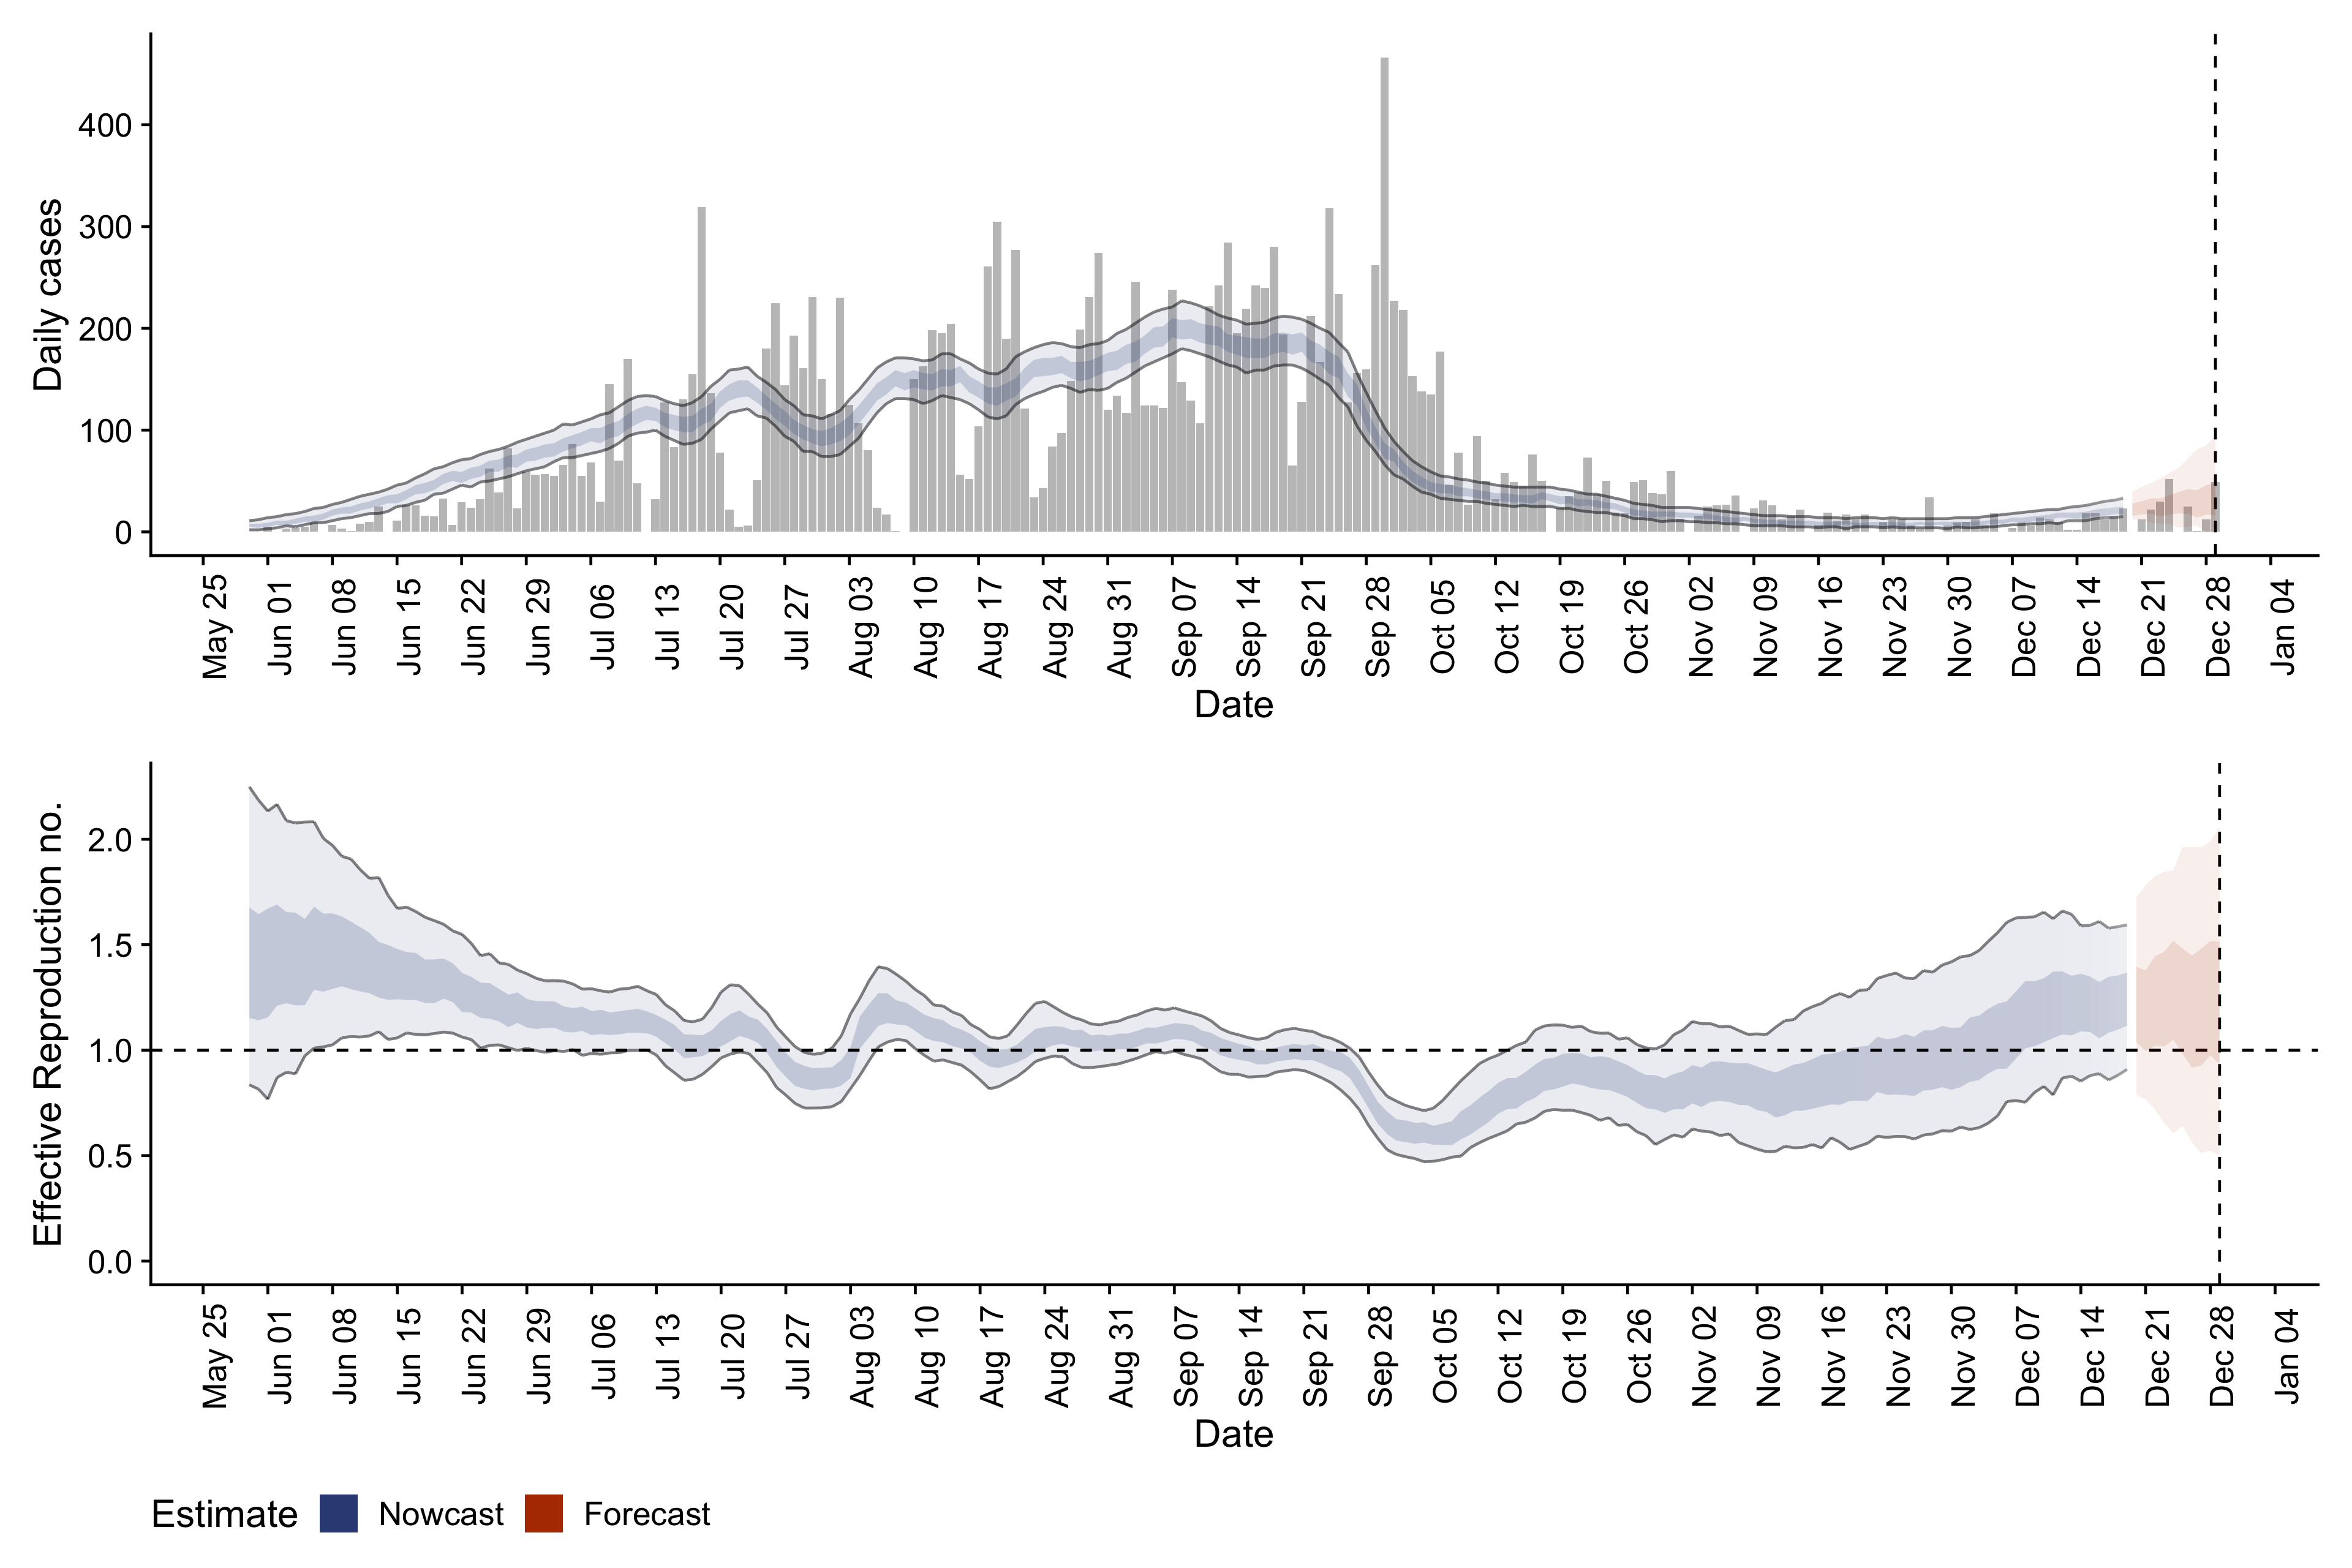 Daily cases
400
300
200
100
0
May 25
Jun 01
Jun 08
Jun 15
Jun 22
Jun 29
Jul 06
Jul 13
Jul 20
Jul 27
Aug 03
Aug 10
Aug 17
Aug 24
Aug 31
Sep 07
Sep 14
Sep 21
Sep 28
Oct 05
Oct 12
Oct 19
Oct 26
Nov 02
Nov 09
Nov 16
Nov 23
Nov 30
Dec 07
Dec 14
Dec 21
Dec 28
Jan 04
Date
Effective Reproduction no.
2.0
1.5
1.0
0.5
0.0
May 25
Jun 01
Jun 08
Jun 15
Jun 22
Jun 29
Jul 06
Jul 13
Jul 20
Jul 27
Aug 03
Aug 10
Aug 17
Aug 24
Aug 31
Sep 07
Sep 14
Sep 21
Sep 28
Oct 05
Oct 12
Oct 19
Oct 26
Nov 02
Nov 09
Nov 16
Nov 23
Nov 30
Dec 07
Dec 14
Dec 21
Dec 28
Jan 04
Date
Estimate Nowcast Forecast